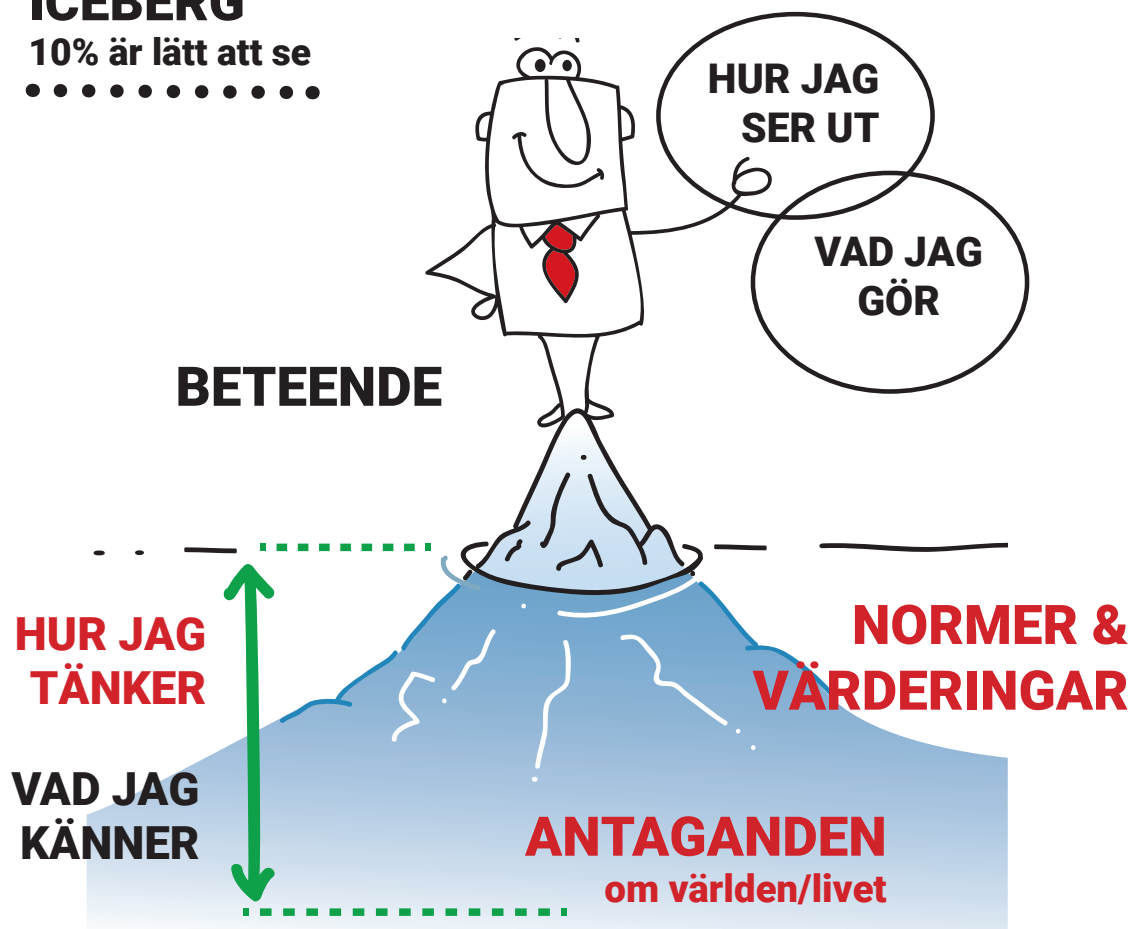 ICEBERG
10% är lätt att se
HUR JAG
SER UT
VAD JAG
GÖR
BETEENDE
HUR JAG
TÄNKER
NORMER &
VÄRDERINGAR
VAD JAG
KÄNNER
ANTAGANDEN
om världen/livet